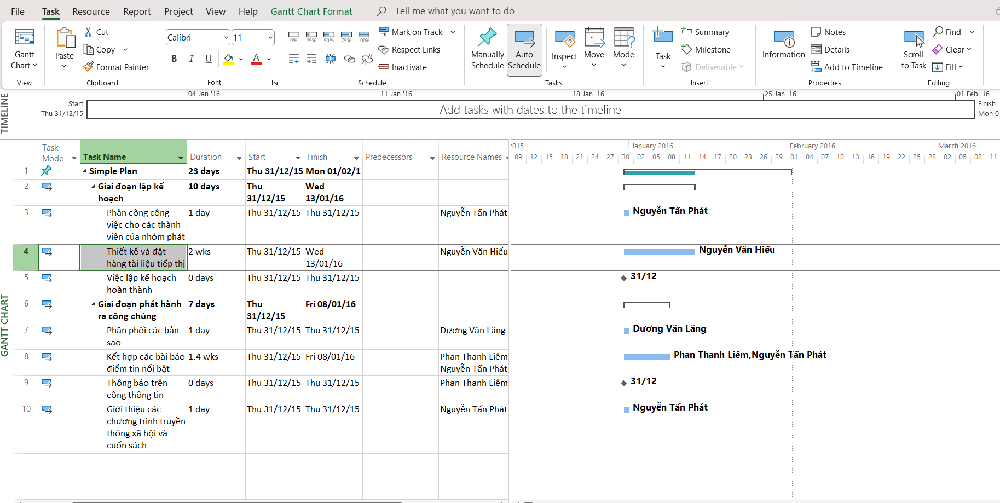 File Task Resource Report Project View Help Gantt Chart Format Tell me what you want to do
Gantt Chart
View
Paste
Cut
Copy
Format Painter
Clipboard
Calibri 11
B I U A
Font
0% 25% 50% 75% 100%
Mark on Track
Respect Links
Inactivate
Schedule
Manually Schedule
Auto Schedule
Inspect
Move
Mode
Tasks
Task
Summary
Milestone
Deliverable
Insert
Information
Notes
Details
Add to Timeline
Properties
Scroll to Task
Find
Clear
Fill
Editing
TIMELINE
04 Jan '16 11 Jan '16 18 Jan '16 25 Jan '16 01 Feb '16
Start
Thu 31/12/15
Add tasks with dates to the timeline
Finish
Mon 01
GANTT CHART
Task Mode Task Name Duration Start Finish Predecessors Resource Names
2015 January 2016 February 2016 March 2016
09 12 15 18 21 24 27 30 02 05 08 11 14 17 20 23 26 29 01 04 07 10 13 16 19 22 25 28 02 05 08 11
1 Simple Plan 23 days Thu 31/12/15 Mon 01/02/1
2 Giai đoạn lập kế hoạch 10 days Thu 31/12/15 Wed 13/01/16
3 Phân công công việc cho các thành viên của nhóm phát 1 day Thu 31/12/15 Thu 31/12/15 Nguyễn Tấn Phát
Nguyễn Tấn Phát
4 Thiết kế và đặt hàng tài liệu tiếp thị 2 wks Thu 31/12/15 Wed 13/01/16 Nguyễn Văn Hiếu
Nguyễn Văn Hiếu
5 Việc lập kế hoạch hoàn thành 0 days Thu 31/12/15 Thu 31/12/15
31/12
6 Giai đoạn phát hành ra công chúng 7 days Thu 31/12/15 Fri 08/01/16
7 Phân phối các bản sao 1 day Thu 31/12/15 Thu 31/12/15 Dương Văn Lăng
Dương Văn Lăng
8 Kết hợp các bài báo điểm tin nổi bật 1.4 wks Thu 31/12/15 Fri 08/01/16 Phan Thanh Liêm, Nguyễn Tấn Phát
Phan Thanh Liêm,Nguyễn Tấn Phát
9 Thông báo trên công thông tin 0 days Thu 31/12/15 Thu 31/12/15 Phan Thanh Liêm
31/12
10 Giới thiệu các chương trình truyền thông xã hội và cuốn sách 1 day Thu 31/12/15 Thu 31/12/15 Nguyễn Tấn Phát
Nguyễn Tấn Phát